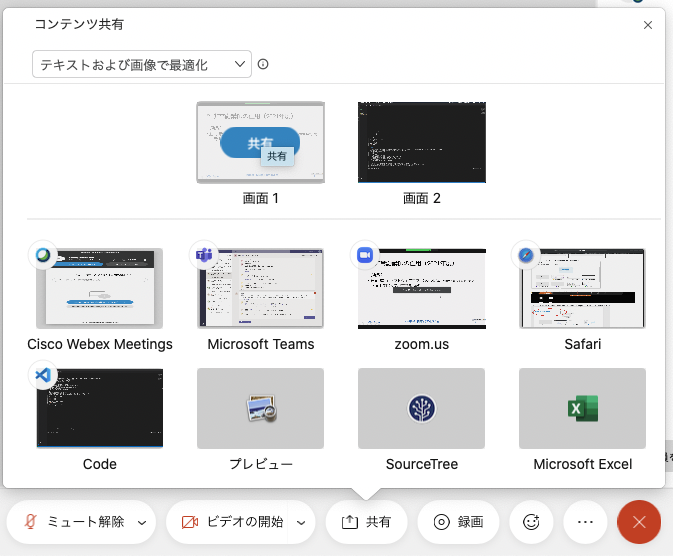 コンテンツ共有
テキストおよび画像で最適化
共有
共有
画面 1
画面 2
Cisco Webex Meetings
Microsoft Teams
zoom.us
Safari
Code
プレビュー
SourceTree
Microsoft Excel
ミュート解除
ビデオの開始
共有
録画